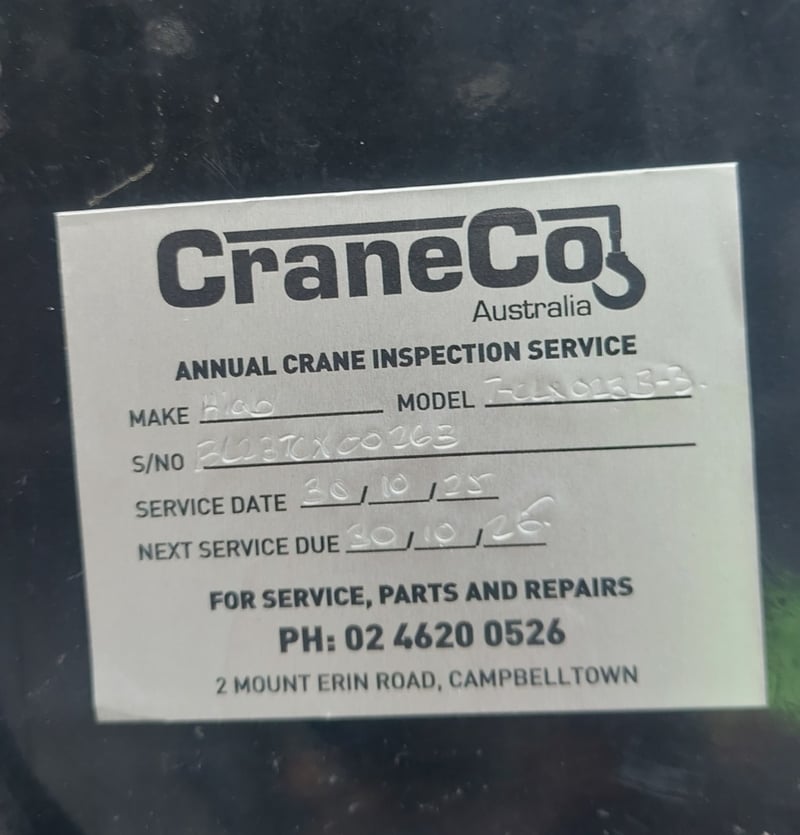 CraneCo
Australia
ANNUAL CRANE INSPECTION SERVICE
MAKE Hiab MODEL
S/NO
SERVICE DATE 30/10/25
NEXT SERVICE DUE 30/10/26
FOR SERVICE, PARTS AND REPAIRS
PH: 02 4620 0526
2 MOUNT ERIN ROAD, CAMPBELLTOWN